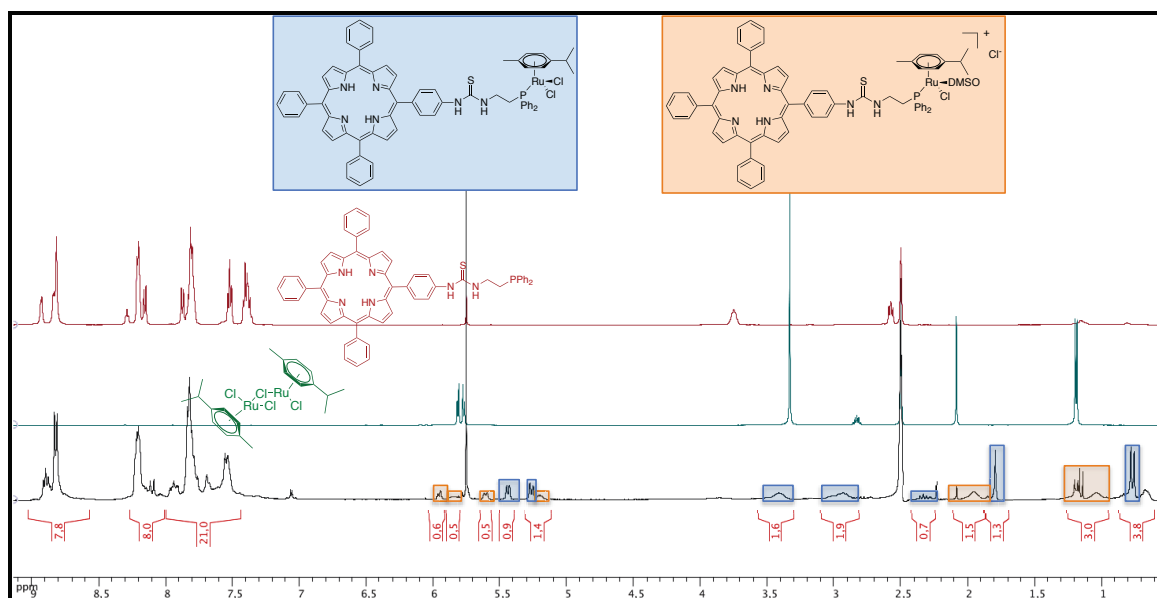 NH
N
N
HN
N
H
S
N
H
P
Ph2
Ru
Cl
Cl
NH
N
N
HN
N
H
S
N
H
P
Ph2
Ru
DMSO
Cl
+
Cl-
NH
N
N
HN
N
H
S
N
H
PPh2
Cl
Cl
Ru
Ru
Cl
Cl
7.8
8.0
21.0
0.6
0.5
0.5
0.9
1.4
1.6
1.9
0.7
1.5
1.3
3.0
3.8
ppm
9 8.5 8 7.5 7 6.5 6 5.5 5 4.5 4 3.5 3 2.5 2 1.5 1